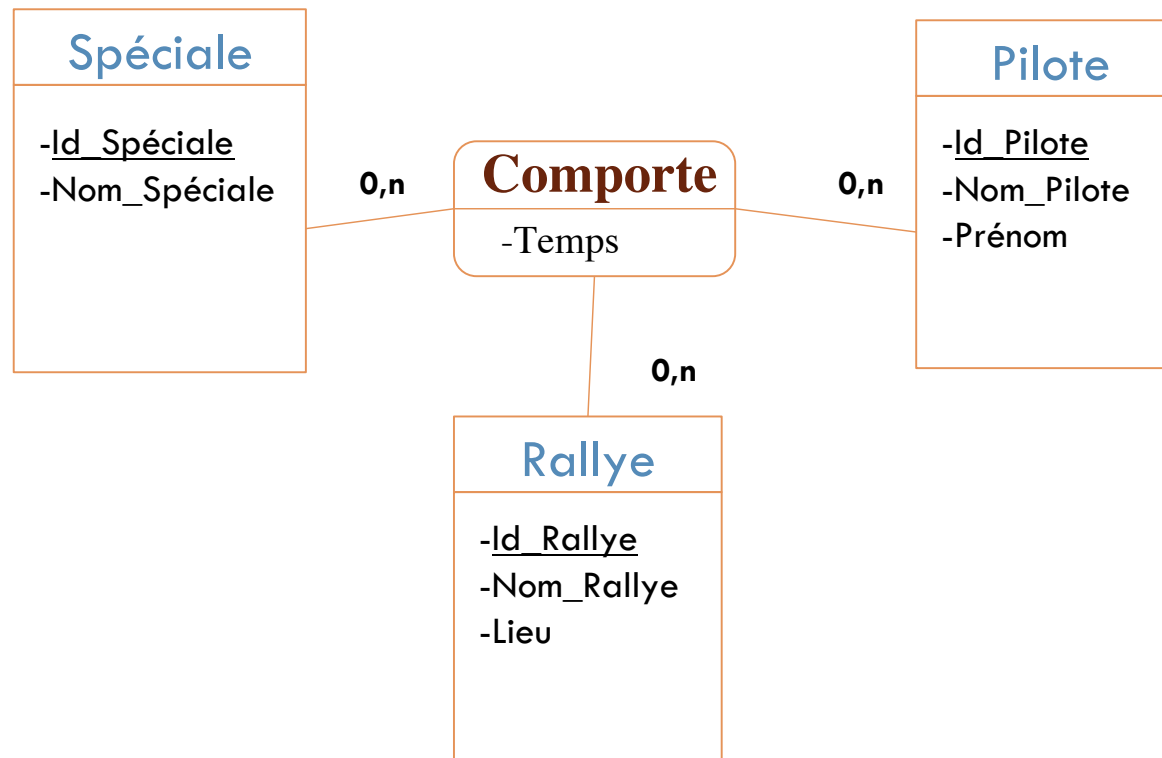 Spéciale
-Id_Spéciale
-Nom_Spéciale
0,n
Comporte
-Temps
0,n
Pilote
-Id_Pilote
-Nom_Pilote
-Prénom
0,n
Rallye
-Id_Rallye
-Nom_Rallye
-Lieu